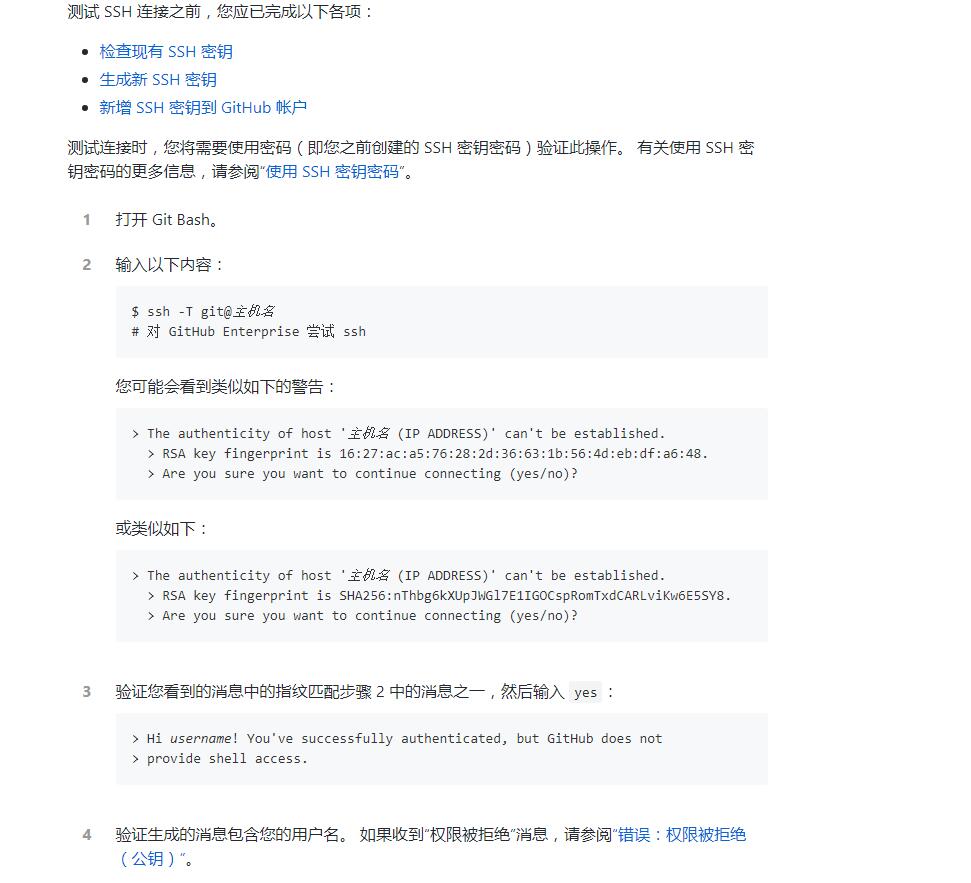 测试 SSH 连接之前，您应已完成以下各项：
• 检查现有 SSH 密钥
• 生成新 SSH 密钥
• 新增 SSH 密钥到 GitHub 帐户
测试连接时，您将需要使用密码（即您之前创建的 SSH 密钥密码）验证此操作。 有关使用 SSH 密
钥密码的更多信息，请参阅“使用 SSH 密钥密码”。
1 打开 Git Bash。
2 输入以下内容：
$ ssh -T git@主机名
# 对 GitHub Enterprise 尝试 ssh
您可能会看到类似如下的警告：
> The authenticity of host '主机名 (IP ADDRESS)' can't be established.
> RSA key fingerprint is 16:27:ac:a5:76:28:2d:36:63:1b:56:4d:eb:df:a6:48.
> Are you sure you want to continue connecting (yes/no)?
或类似如下：
> The authenticity of host '主机名 (IP ADDRESS)' can't be established.
> RSA key fingerprint is SHA256:nThbg6kXUpJWGl7E1IGOCspRomTxdCARLviKw6E5SY8.
> Are you sure you want to continue connecting (yes/no)?
3 验证您看到的消息中的指纹匹配步骤 2 中的消息之一，然后输入 yes：
> Hi username! You've successfully authenticated, but GitHub does not
> provide shell access.
4 验证生成的消息包含您的用户名。 如果收到“权限被拒绝”消息，请参阅“错误：权限被拒绝
（公钥）”。